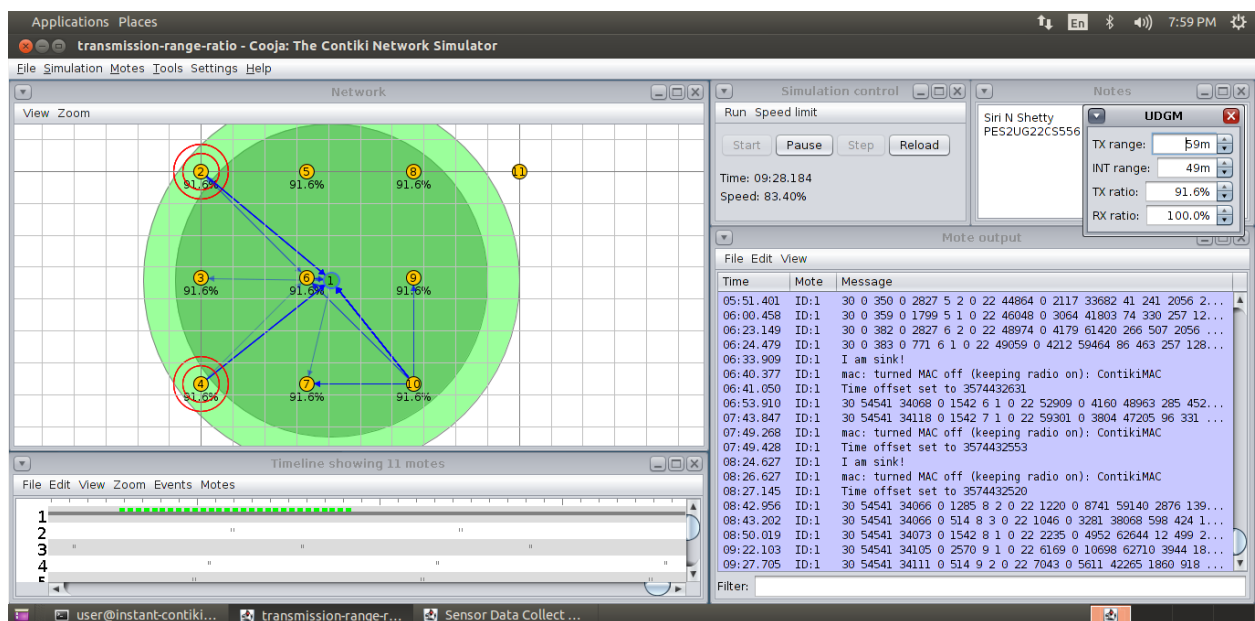 Applications Places
En 7:59 PM
transmission-range-ratio - Cooja: The Contiki Network Simulator
File Simulation Motes Tools Settings Help
Network
View Zoom
2 5 8 11
91.6% 91.6% 91.6%
3 6 1 9
91.6% 91.6% 91.6%
4 7 10
91.6% 91.6% 91.6%
Timeline showing 11 motes
File Edit View Zoom Events Motes
1
2
3
4
Simulation control
Run Speed limit
Start Pause Step Reload
Time: 09:28.184
Speed: 83.40%
Notes
Siri N Shetty
PES2UG22CS556
UDGM
TX range: 59m
INT range: 49m
TX ratio: 91.6%
RX ratio: 100.0%
Mote output
File Edit View
Time Mote Message
05:51.401 ID:1 30 0 350 0 2827 5 2 0 22 44864 0 2117 33682 41 241 2056 2...
06:00.458 ID:1 30 0 359 0 1799 5 1 0 22 46048 0 3064 41803 74 330 257 12...
06:23.149 ID:1 30 0 382 0 2827 6 2 0 22 48974 0 4179 61420 266 507 2056 ...
06:24.479 ID:1 30 0 383 0 771 6 1 0 22 49059 0 4212 59464 86 463 257 128...
06:33.909 ID:1 I am sink!
06:40.377 ID:1 mac: turned MAC off (keeping radio on): ContikiMAC
06:41.050 ID:1 Time offset set to 3574432631
06:53.910 ID:1 30 54541 34068 0 1542 6 1 0 22 52909 0 4160 48963 285 452...
07:43.847 ID:1 30 54541 34118 0 1542 7 1 0 22 59301 0 3804 47205 96 331 ...
07:49.268 ID:1 mac: turned MAC off (keeping radio on): ContikiMAC
07:49.428 ID:1 Time offset set to 3574432553
08:24.627 ID:1 I am sink!
08:26.627 ID:1 mac: turned MAC off (keeping radio on): ContikiMAC
08:27.145 ID:1 Time offset set to 3574432520
08:42.956 ID:1 30 54541 34066 0 1285 8 2 0 22 1220 0 8741 59140 2876 139...
08:43.202 ID:1 30 54541 34066 0 514 8 3 0 22 1046 0 3281 38068 598 424 1...
08:50.019 ID:1 30 54541 34073 0 1542 8 1 0 22 2235 0 4952 62644 12 499 2...
09:22.103 ID:1 30 54541 34105 0 2570 9 1 0 22 6169 0 10698 62710 3944 18...
09:27.705 ID:1 30 54541 34111 0 514 9 2 0 22 7043 0 5611 42265 1860 918 ...
Filter:
user@instant-contiki... transmission-range-r... Sensor Data Collect ...